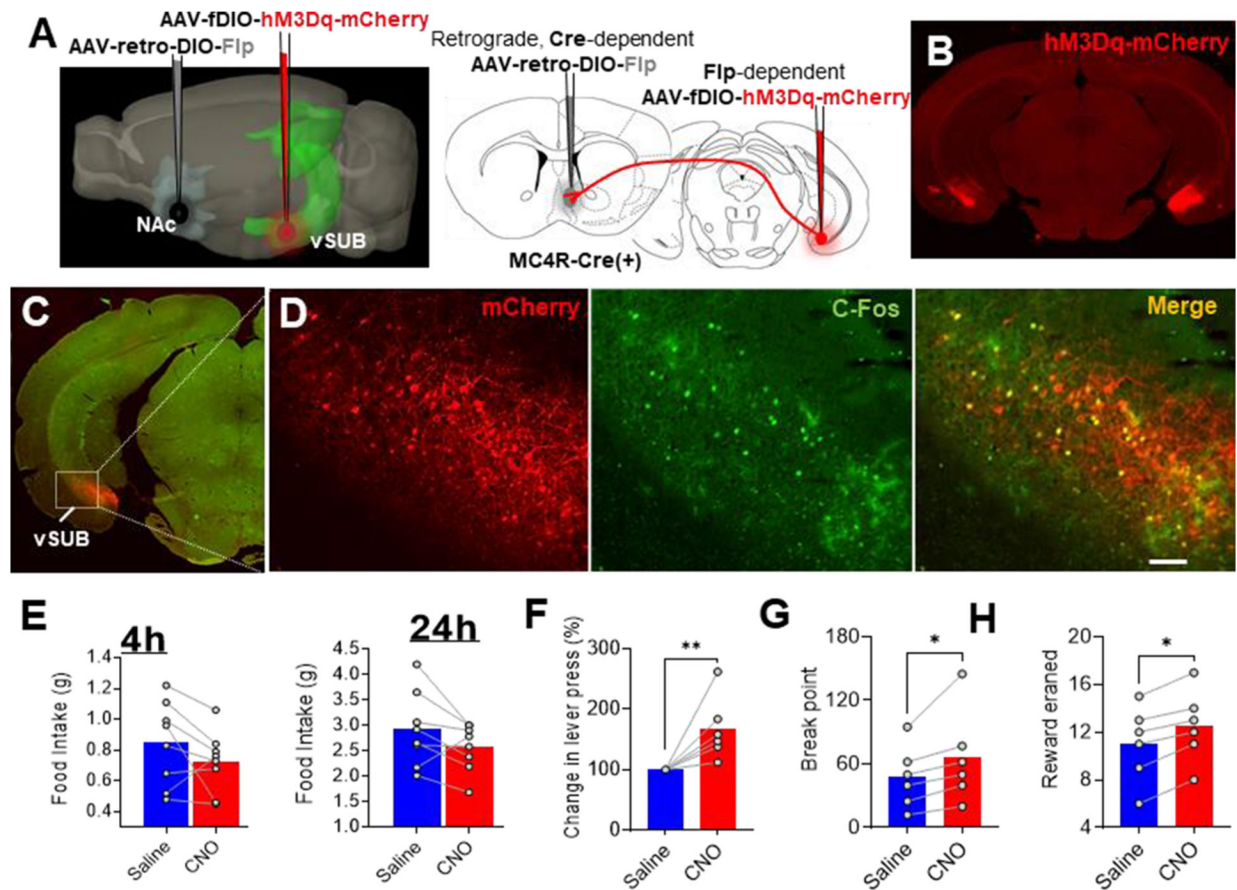 A
AAV-fDIO-hM3Dq-mCherry
AAV-retro-DIO-Flp
NAc
vSUB
Retrograde, Cre-dependent
AAV-retro-DIO-Flp
Flp-dependent
AAV-fDIO-hM3Dq-mCherry
MC4R-Cre(+)
B
hM3Dq-mCherry
C
vSUB
D
mCherry
C-Fos
Merge
E
4h
Food Intake (g)
1.4
1.2
1.0
0.8
0.6
0.4
Saline
CNO
24h
Food Intake (g)
4.5
4.0
3.5
3.0
2.5
2.0
1.5
1.0
Saline
CNO
F
Change in lever press (%)
300
200
100
0
**
Saline
CNO
G
Break point
180
120
60
0
*
Saline
CNO
H
Reward eraned
20
16
12
8
4
*
Saline
CNO